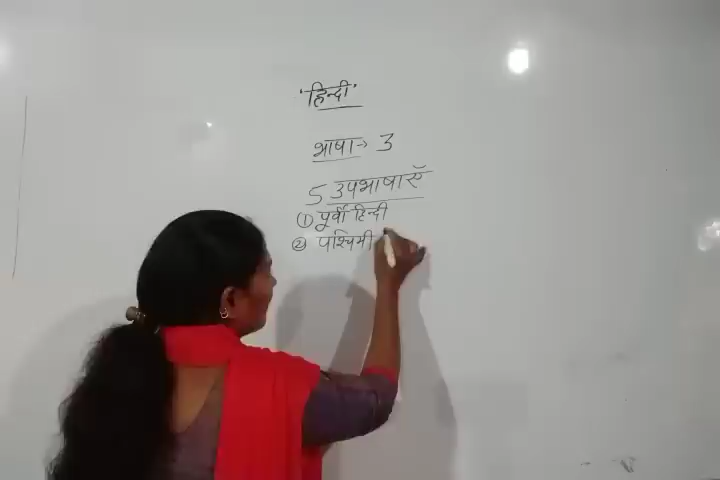 'हिन्दी'
भाषा → 3
5 उपभाषाएँ
① पूर्वी हिन्दी
② पश्चिमी